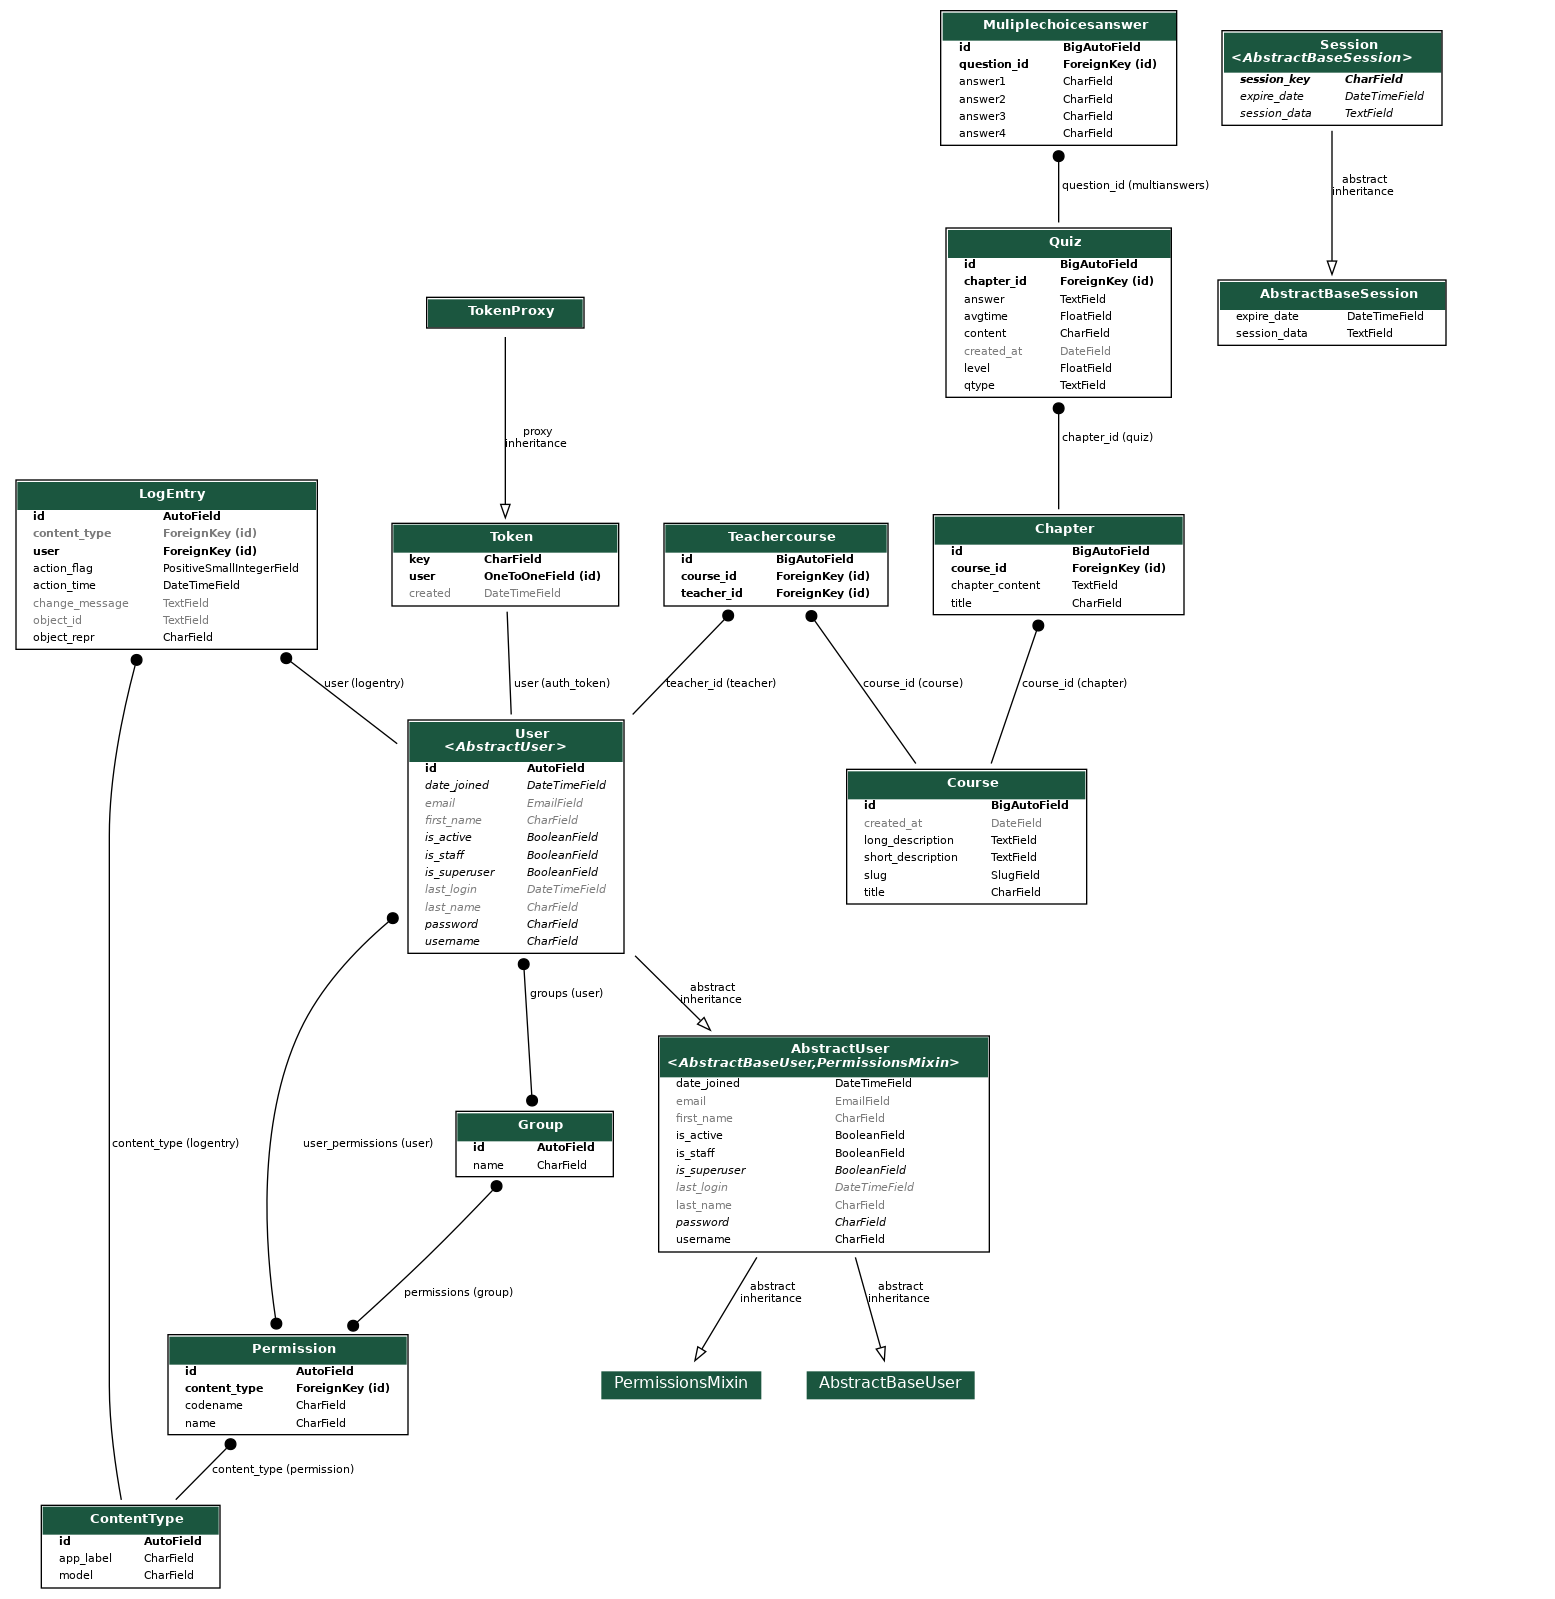 Muliplechoicesanswer
id BigAutoField
question_id ForeignKey (id)
answer1 CharField
answer2 CharField
answer3 CharField
answer4 CharField
Session
<AbstractBaseSession>
session_key CharField
expire_date DateTimeField
session_data TextField
question_id (multianswers)
abstract
inheritance
Quiz
id BigAutoField
chapter_id ForeignKey (id)
answer TextField
avgtime FloatField
content CharField
created_at DateField
level FloatField
qtype TextField
AbstractBaseSession
expire_date DateTimeField
session_data TextField
TokenProxy
proxy
inheritance
chapter_id (quiz)
LogEntry
id AutoField
content_type ForeignKey (id)
user ForeignKey (id)
action_flag PositiveSmallIntegerField
action_time DateTimeField
change_message TextField
object_id TextField
object_repr CharField
Token
key CharField
user OneToOneField (id)
created DateTimeField
Teachercourse
id BigAutoField
course_id ForeignKey (id)
teacher_id ForeignKey (id)
Chapter
id BigAutoField
course_id ForeignKey (id)
chapter_content TextField
title CharField
user (logentry)
user (auth_token)
teacher_id (teacher)
course_id (course)
course_id (chapter)
User
<AbstractUser>
id AutoField
date_joined DateTimeField
email EmailField
first_name CharField
is_active BooleanField
is_staff BooleanField
is_superuser BooleanField
last_login DateTimeField
last_name CharField
password CharField
username CharField
Course
id BigAutoField
created_at DateField
long_description TextField
short_description TextField
slug SlugField
title CharField
groups (user)
abstract
inheritance
AbstractUser
<AbstractBaseUser,PermissionsMixin>
date_joined DateTimeField
email EmailField
first_name CharField
is_active BooleanField
is_staff BooleanField
is_superuser BooleanField
last_login DateTimeField
last_name CharField
password CharField
username CharField
content_type (logentry)
user_permissions (user)
Group
id AutoField
name CharField
permissions (group)
abstract
inheritance
abstract
inheritance
Permission
id AutoField
content_type ForeignKey (id)
codename CharField
name CharField
PermissionsMixin
AbstractBaseUser
content_type (permission)
ContentType
id AutoField
app_label CharField
model CharField